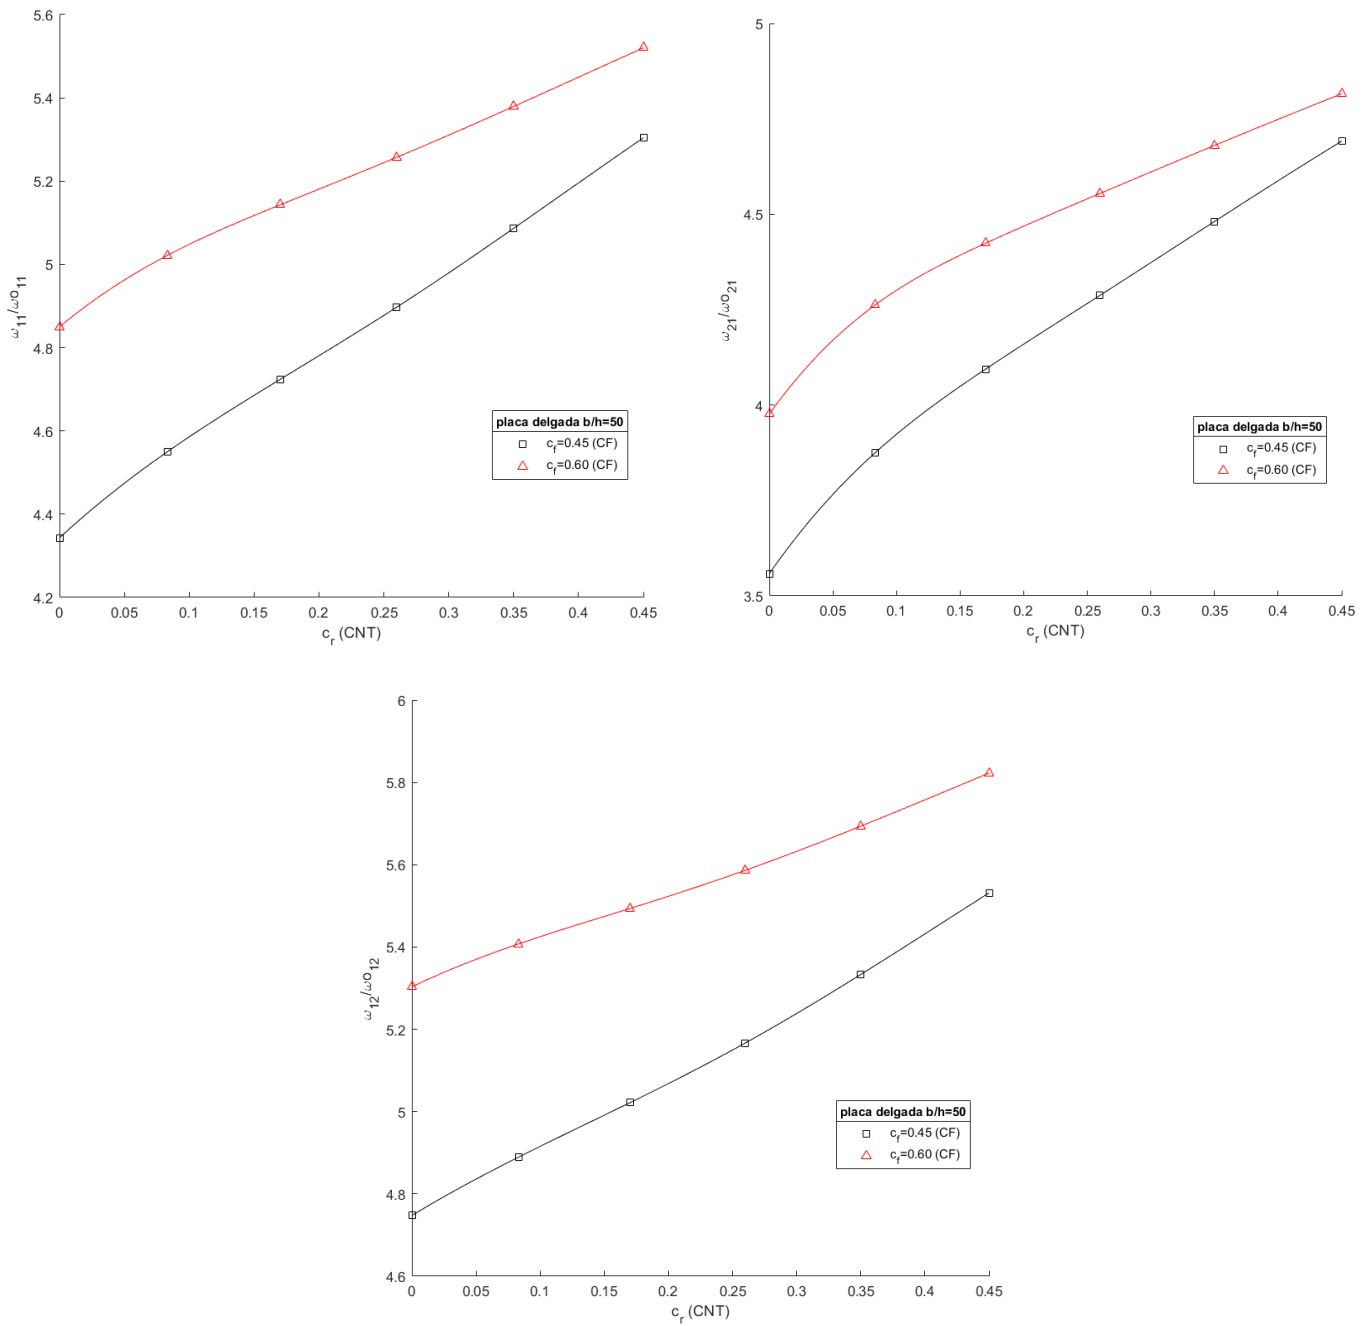 5.6
5.4
5.2
5
4.8
4.6
4.4
4.2
ω11/ωo11
0 0.05 0.1 0.15 0.2 0.25 0.3 0.35 0.4 0.45
cr (CNT)
placa delgada b/h=50
cf=0.45 (CF)
cf=0.60 (CF)
5
4.5
4
3.5
ω21/ωo21
0 0.05 0.1 0.15 0.2 0.25 0.3 0.35 0.4 0.45
cr (CNT)
placa delgada b/h=50
cf=0.45 (CF)
cf=0.60 (CF)
6
5.8
5.6
5.4
5.2
5
4.8
4.6
ω12/ωo12
0 0.05 0.1 0.15 0.2 0.25 0.3 0.35 0.4 0.45
cr (CNT)
placa delgada b/h=50
cf=0.45 (CF)
cf=0.60 (CF)